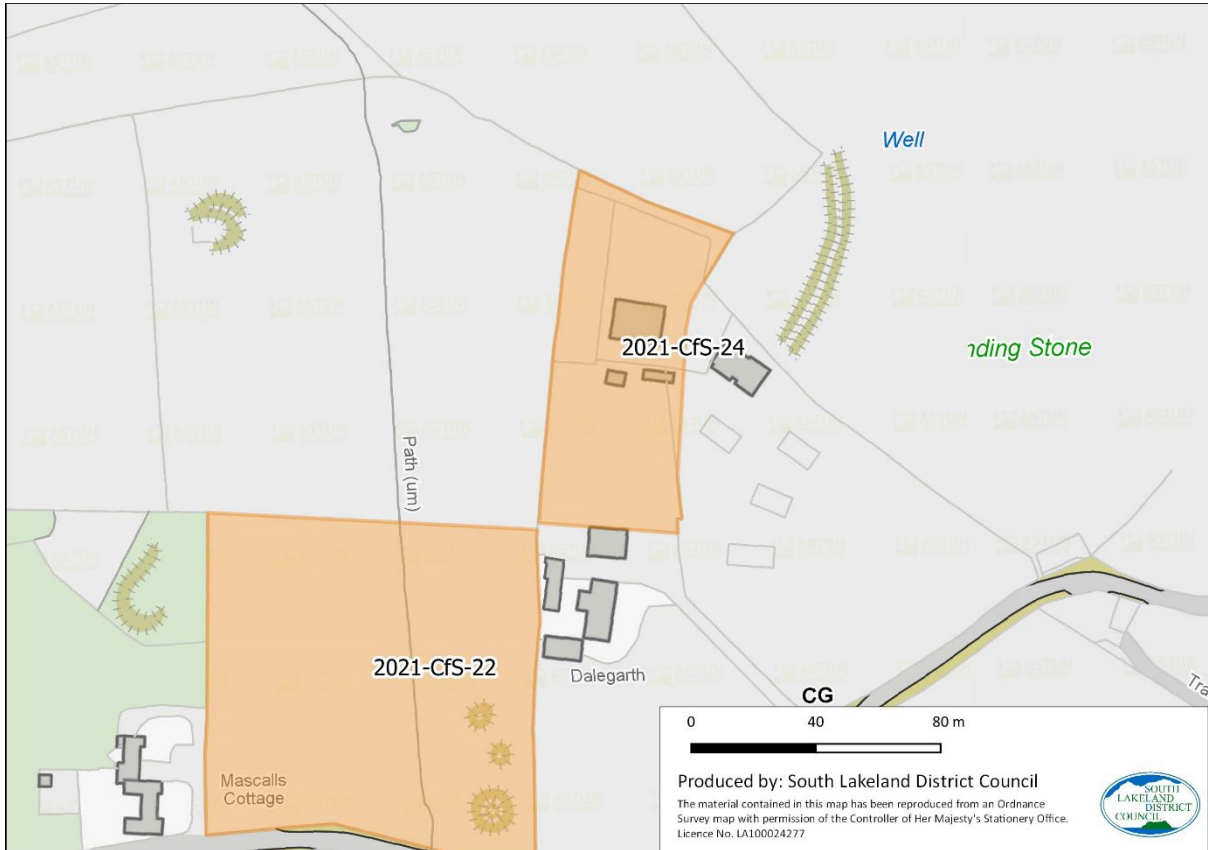 Well
2021-CfS-24
nding Stone
Path (um)
2021-CfS-22
Dalegarth
CG
Tra
Mascalls
Cottage
0 40 80 m
Produced by: South Lakeland District Council
The material contained in this map has been reproduced from an Ordnance
Survey map with permission of the Controller of Her Majesty's Stationery Office.
Licence No. LA100024277
SOUTH
LAKELAND
DISTRICT
COUNCIL